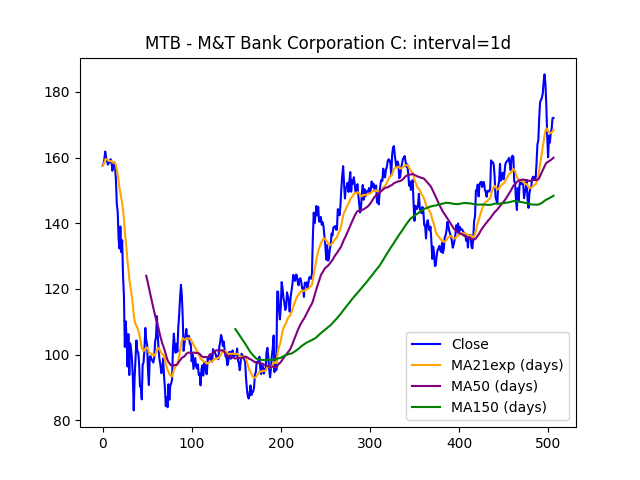 MTB - M&T Bank Corporation C: interval=1d
180
160
140
120
100
80
0
100
200
300
400
500
Close
MA21exp (days)
MA50 (days)
MA150 (days)